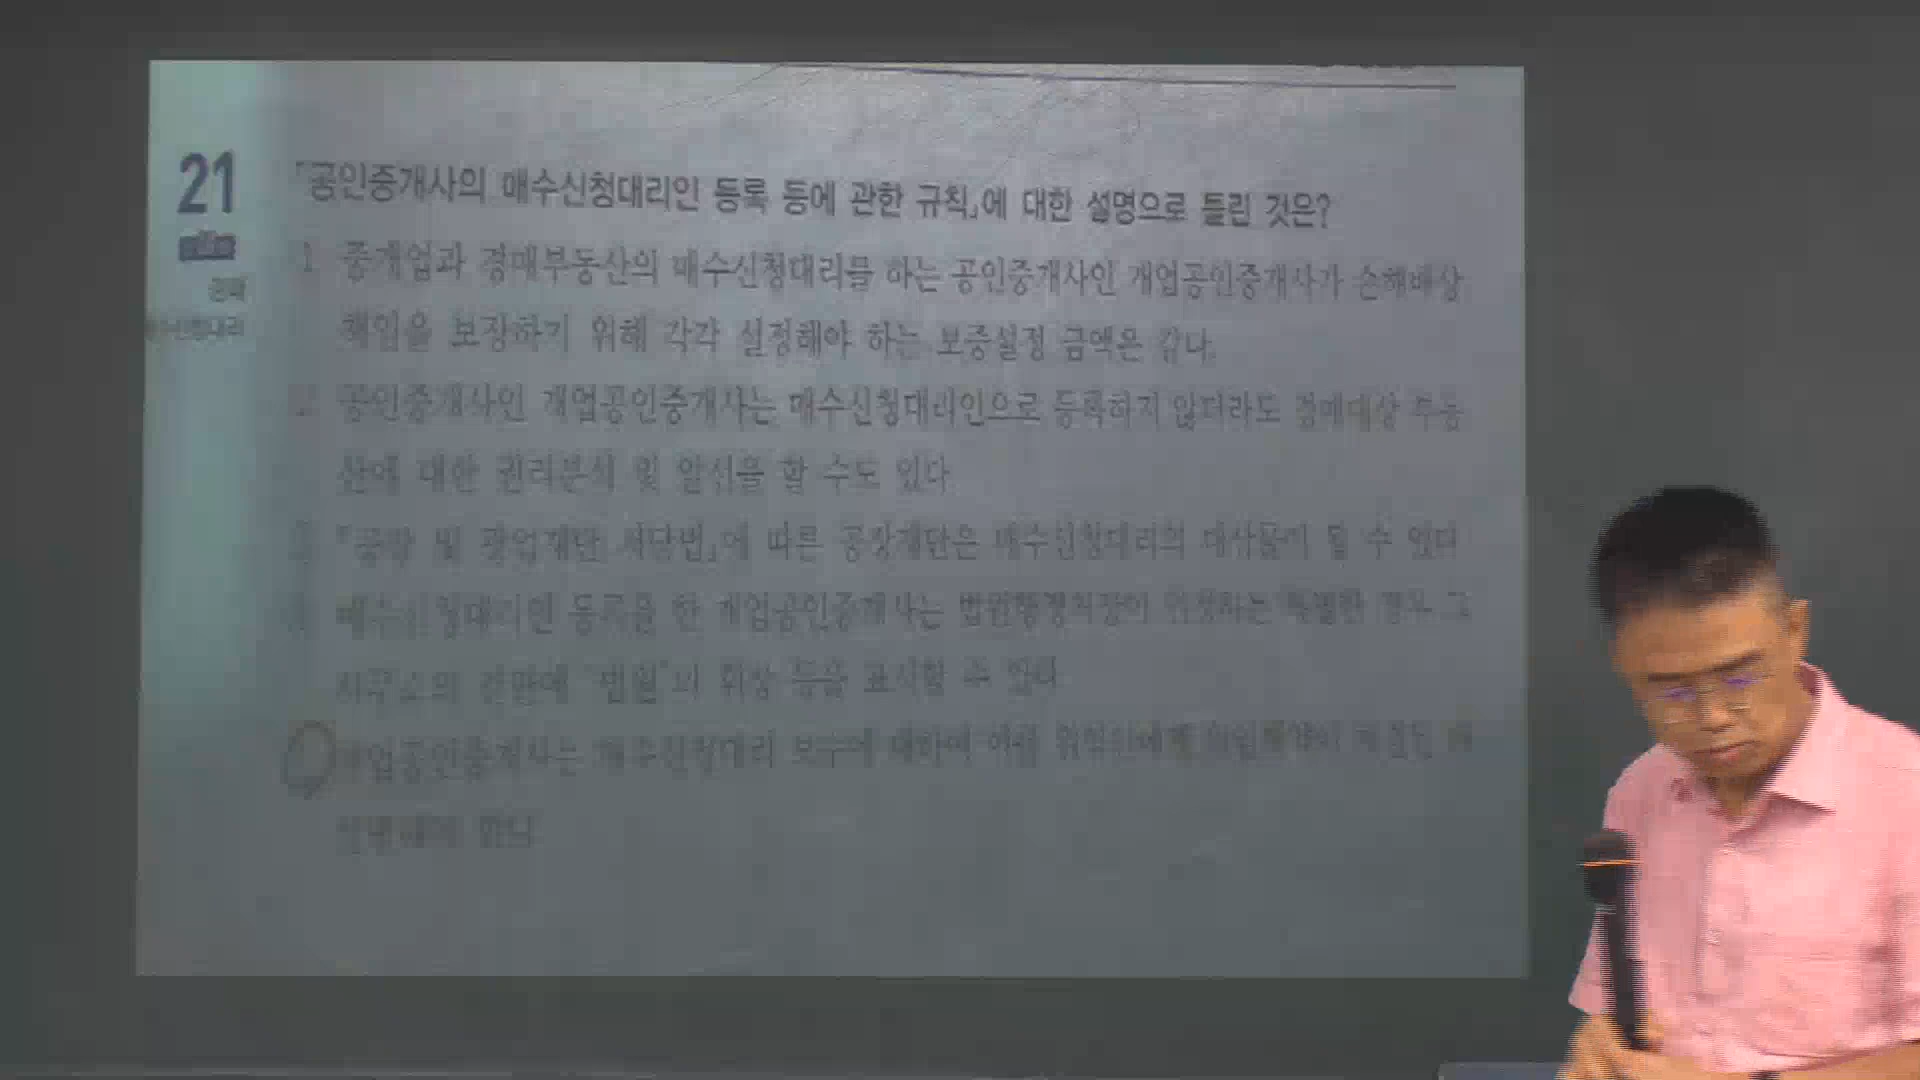 21
「공인중개사의 매수신청대리인 등록 등에 관한 규칙」에 대한 설명으로 틀린 것은?
경매
1 중개업과 경매부동산의 매수신청대리를 하는 공인중개사인 개업공인중개사가 손해배상
책임을 보장하기 위해 각각 설정해야 하는 보증설정 금액은 같다.
2 공인중개사인 개업공인중개사는 매수신청대리인으로 등록하지 않더라도 경매대상 부동
산에 대한 권리분석 및 알선을 할 수도 있다
3 「공장 및 광업재단 저당법」에 따른 공장재단은 매수신청대리의 대상물이 될 수 있다
매수신청대리인 등록을 한 개업공인중개사는 법원행정처장이 인정하는 특별한 경우 그
사무소의 간판에 "법원"의 휘장 등을 표시할 수 있다
개업공인중개사는 매수신청대리 보수에 대하여 위임인에게 위임계약이
설명해야 한다